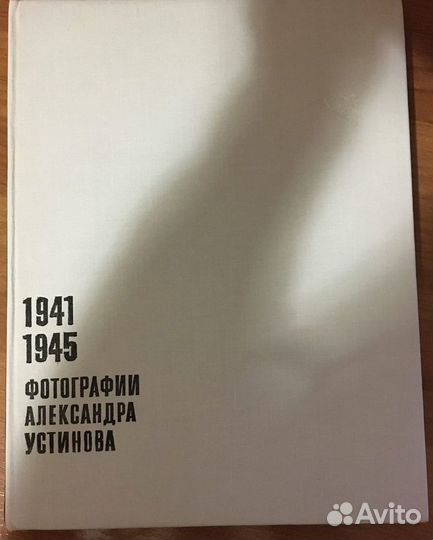 1941
1945
ФОТОГРАФИИ
АЛЕКСАНДРА
УСТИНОВА
Avito